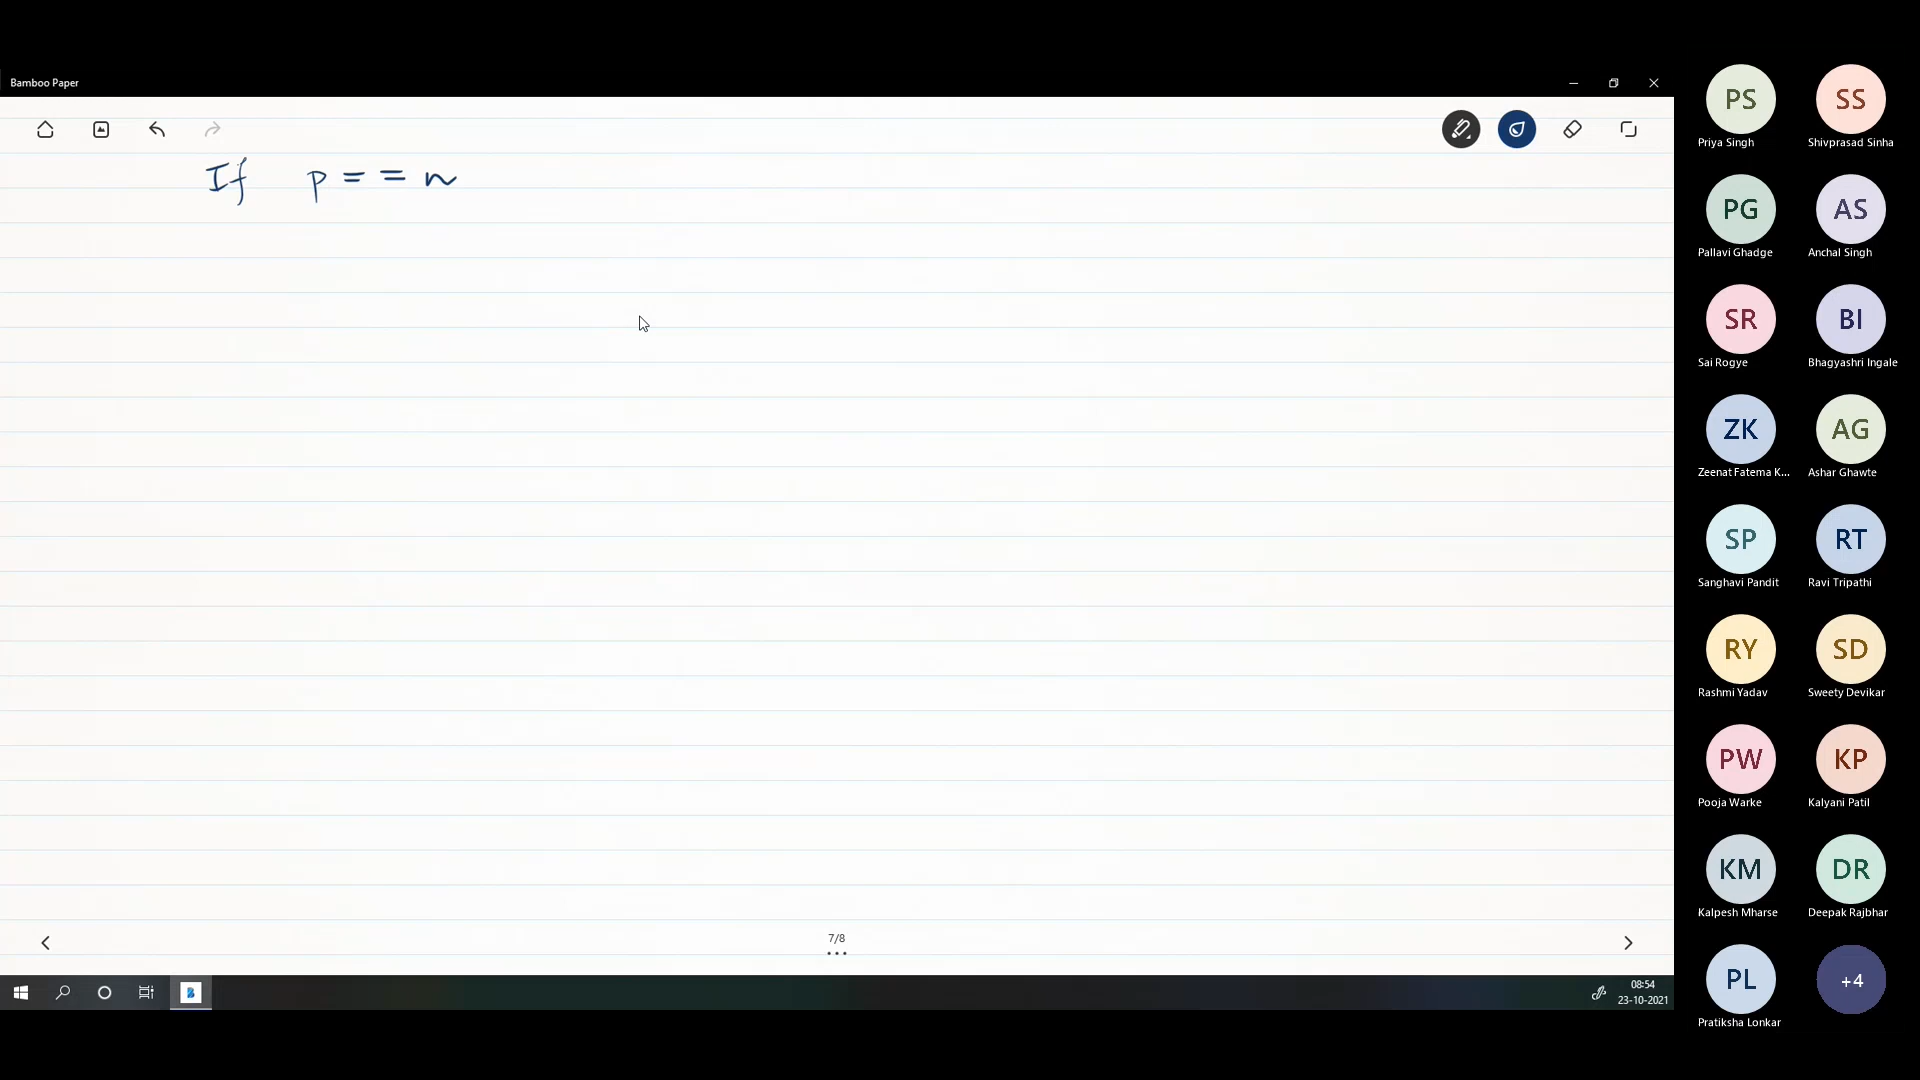 Bamboo Paper
If p = = n
7/8
08:54
23-10-2021
PS
Priya Singh
SS
Shivprasad Sinha
PG
Pallavi Ghadge
AS
Anchal Singh
SR
Sai Rogye
BI
Bhagyashri Ingale
ZK
Zeenat Fatema K...
AG
Ashar Ghawte
SP
Sanghavi Pandit
RT
Ravi Tripathi
RY
Rashmi Yadav
SD
Sweety Devikar
PW
Pooja Warke
KP
Kalyani Patil
KM
Kalpesh Mharse
DR
Deepak Rajbhar
PL
Pratiksha Lonkar
+4